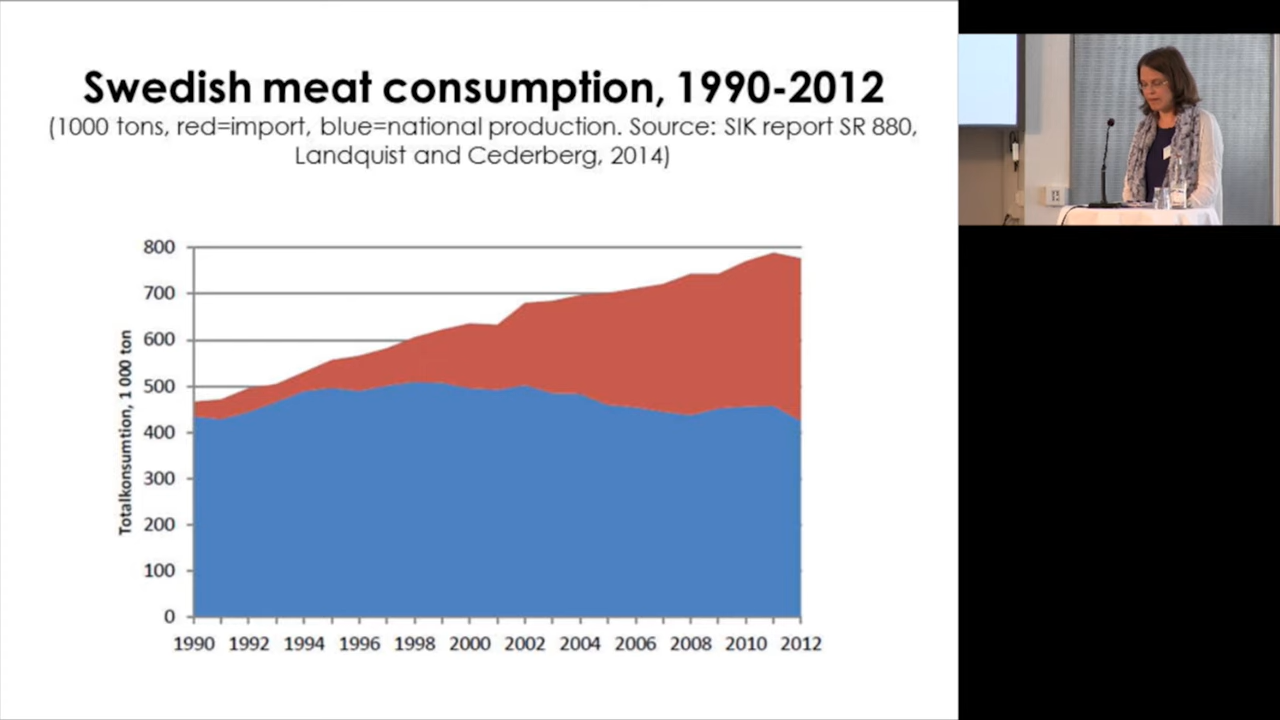 Swedish meat consumption, 1990-2012
(1000 tons, red=import, blue=national production. Source: SIK report SR 880,
Landquist and Cederberg, 2014)
Totalkonsumtion, 1 000 ton
800
700
600
500
400
300
200
100
0
1990 1992 1994 1996 1998 2000 2002 2004 2006 2008 2010 2012